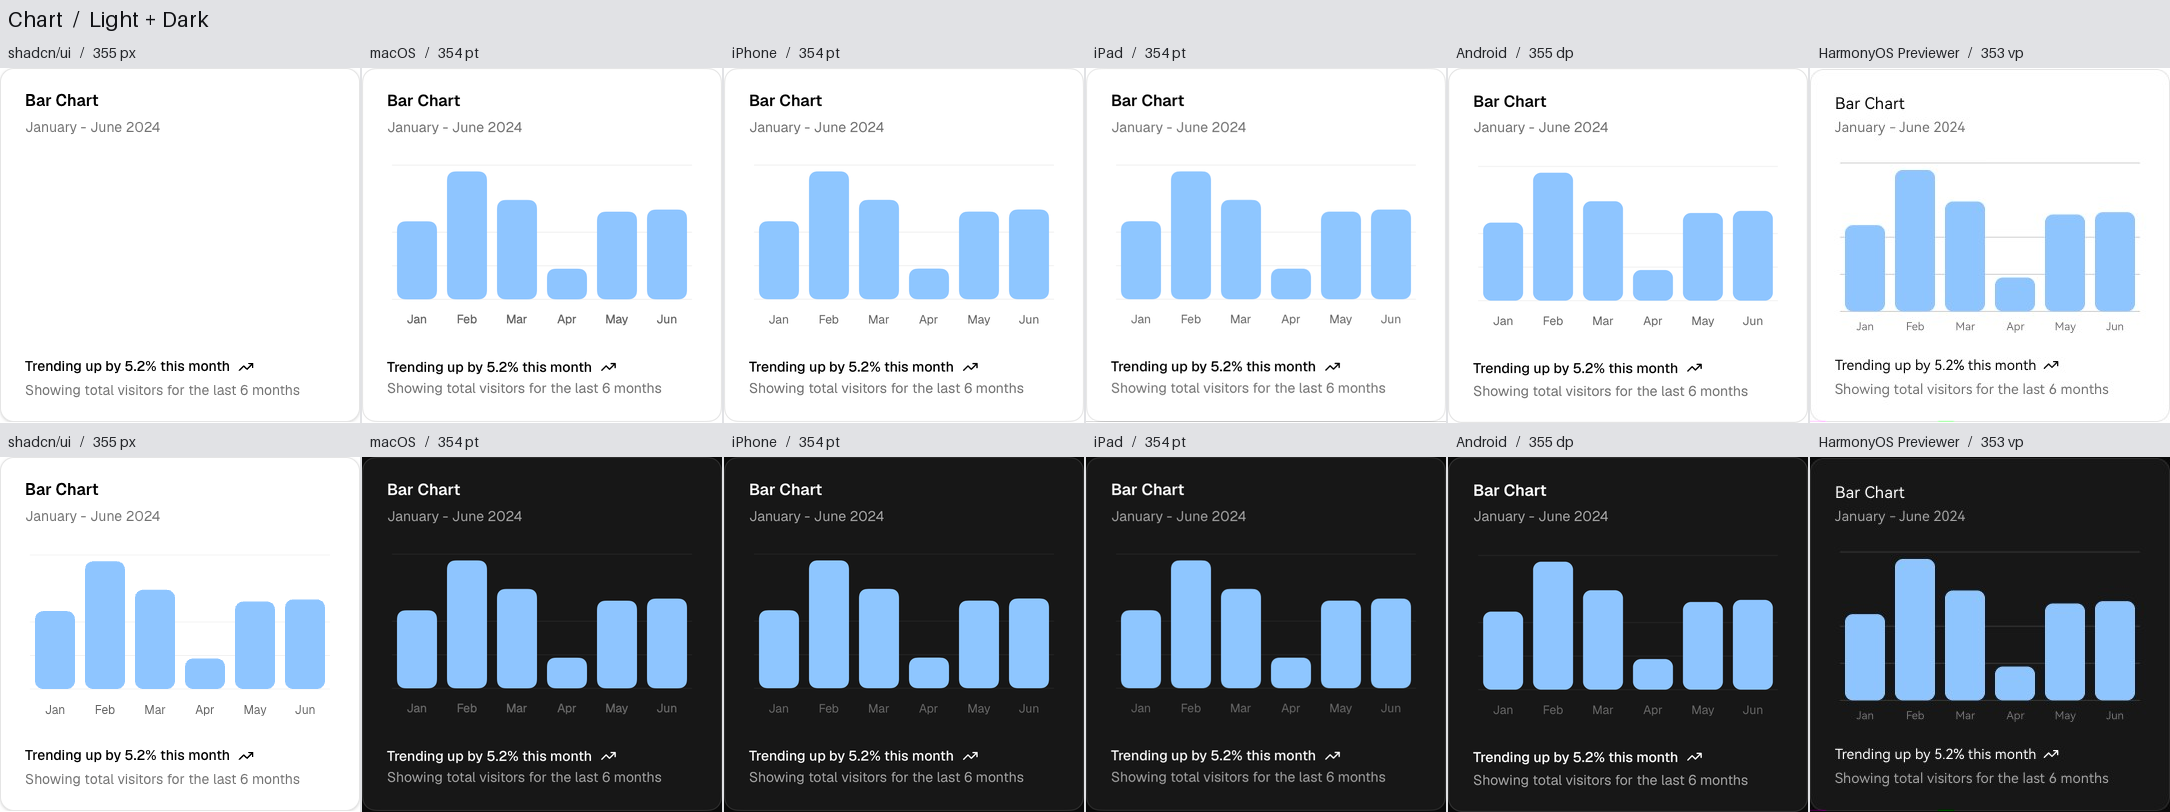 Chart / Light + Dark
shadcn/ui / 355 px
macOS / 354 pt
iPhone / 354 pt
iPad / 354 pt
Android / 355 dp
HarmonyOS Previewer / 353 vp
Bar Chart
January - June 2024
Trending up by 5.2% this month
Showing total visitors for the last 6 months
Bar Chart
January - June 2024
Jan Feb Mar Apr May Jun
Trending up by 5.2% this month
Showing total visitors for the last 6 months
Bar Chart
January - June 2024
Jan Feb Mar Apr May Jun
Trending up by 5.2% this month
Showing total visitors for the last 6 months
Bar Chart
January - June 2024
Jan Feb Mar Apr May Jun
Trending up by 5.2% this month
Showing total visitors for the last 6 months
Bar Chart
January - June 2024
Jan Feb Mar Apr May Jun
Trending up by 5.2% this month
Showing total visitors for the last 6 months
Bar Chart
January - June 2024
Jan Feb Mar Apr May Jun
Trending up by 5.2% this month
Showing total visitors for the last 6 months
shadcn/ui / 355 px
macOS / 354 pt
iPhone / 354 pt
iPad / 354 pt
Android / 355 dp
HarmonyOS Previewer / 353 vp
Bar Chart
January - June 2024
Jan Feb Mar Apr May Jun
Trending up by 5.2% this month
Showing total visitors for the last 6 months
Bar Chart
January - June 2024
Jan Feb Mar Apr May Jun
Trending up by 5.2% this month
Showing total visitors for the last 6 months
Bar Chart
January - June 2024
Jan Feb Mar Apr May Jun
Trending up by 5.2% this month
Showing total visitors for the last 6 months
Bar Chart
January - June 2024
Jan Feb Mar Apr May Jun
Trending up by 5.2% this month
Showing total visitors for the last 6 months
Bar Chart
January - June 2024
Jan Feb Mar Apr May Jun
Trending up by 5.2% this month
Showing total visitors for the last 6 months
Bar Chart
January - June 2024
Jan Feb Mar Apr May Jun
Trending up by 5.2% this month
Showing total visitors for the last 6 months